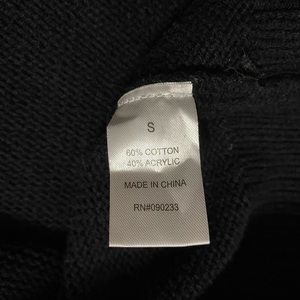 S
60% COTTON
40% ACRYLIC
MADE IN CHINA
RN#090233